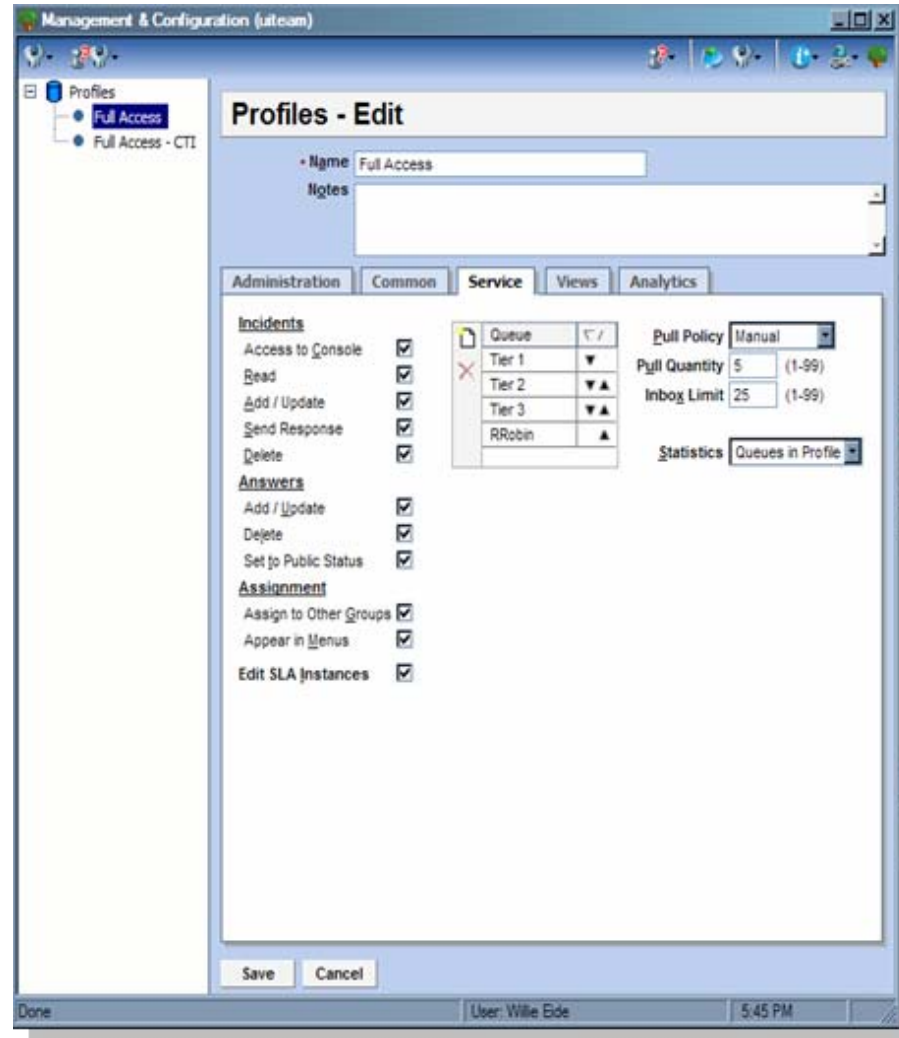 Management & Configuration (uiteam)
Profiles
Full Access
Full Access - CTI
Profiles - Edit
Name Full Access
Notes
Administration Common Service Views Analytics
Incidents
Access to Console
Read
Add / Update
Send Response
Delete
Answers
Add / Update
Delete
Set to Public Status
Assignment
Assign to Other Groups
Appear in Menus
Edit SLA Instances
Queue
Tier 1
Tier 2
Tier 3
RRobin
Pull Policy Manual
Pull Quantity 5 (1-99)
Inbox Limit 25 (1-99)
Statistics Queues in Profile
Save Cancel
Done User: Willie Eide 5:45 PM